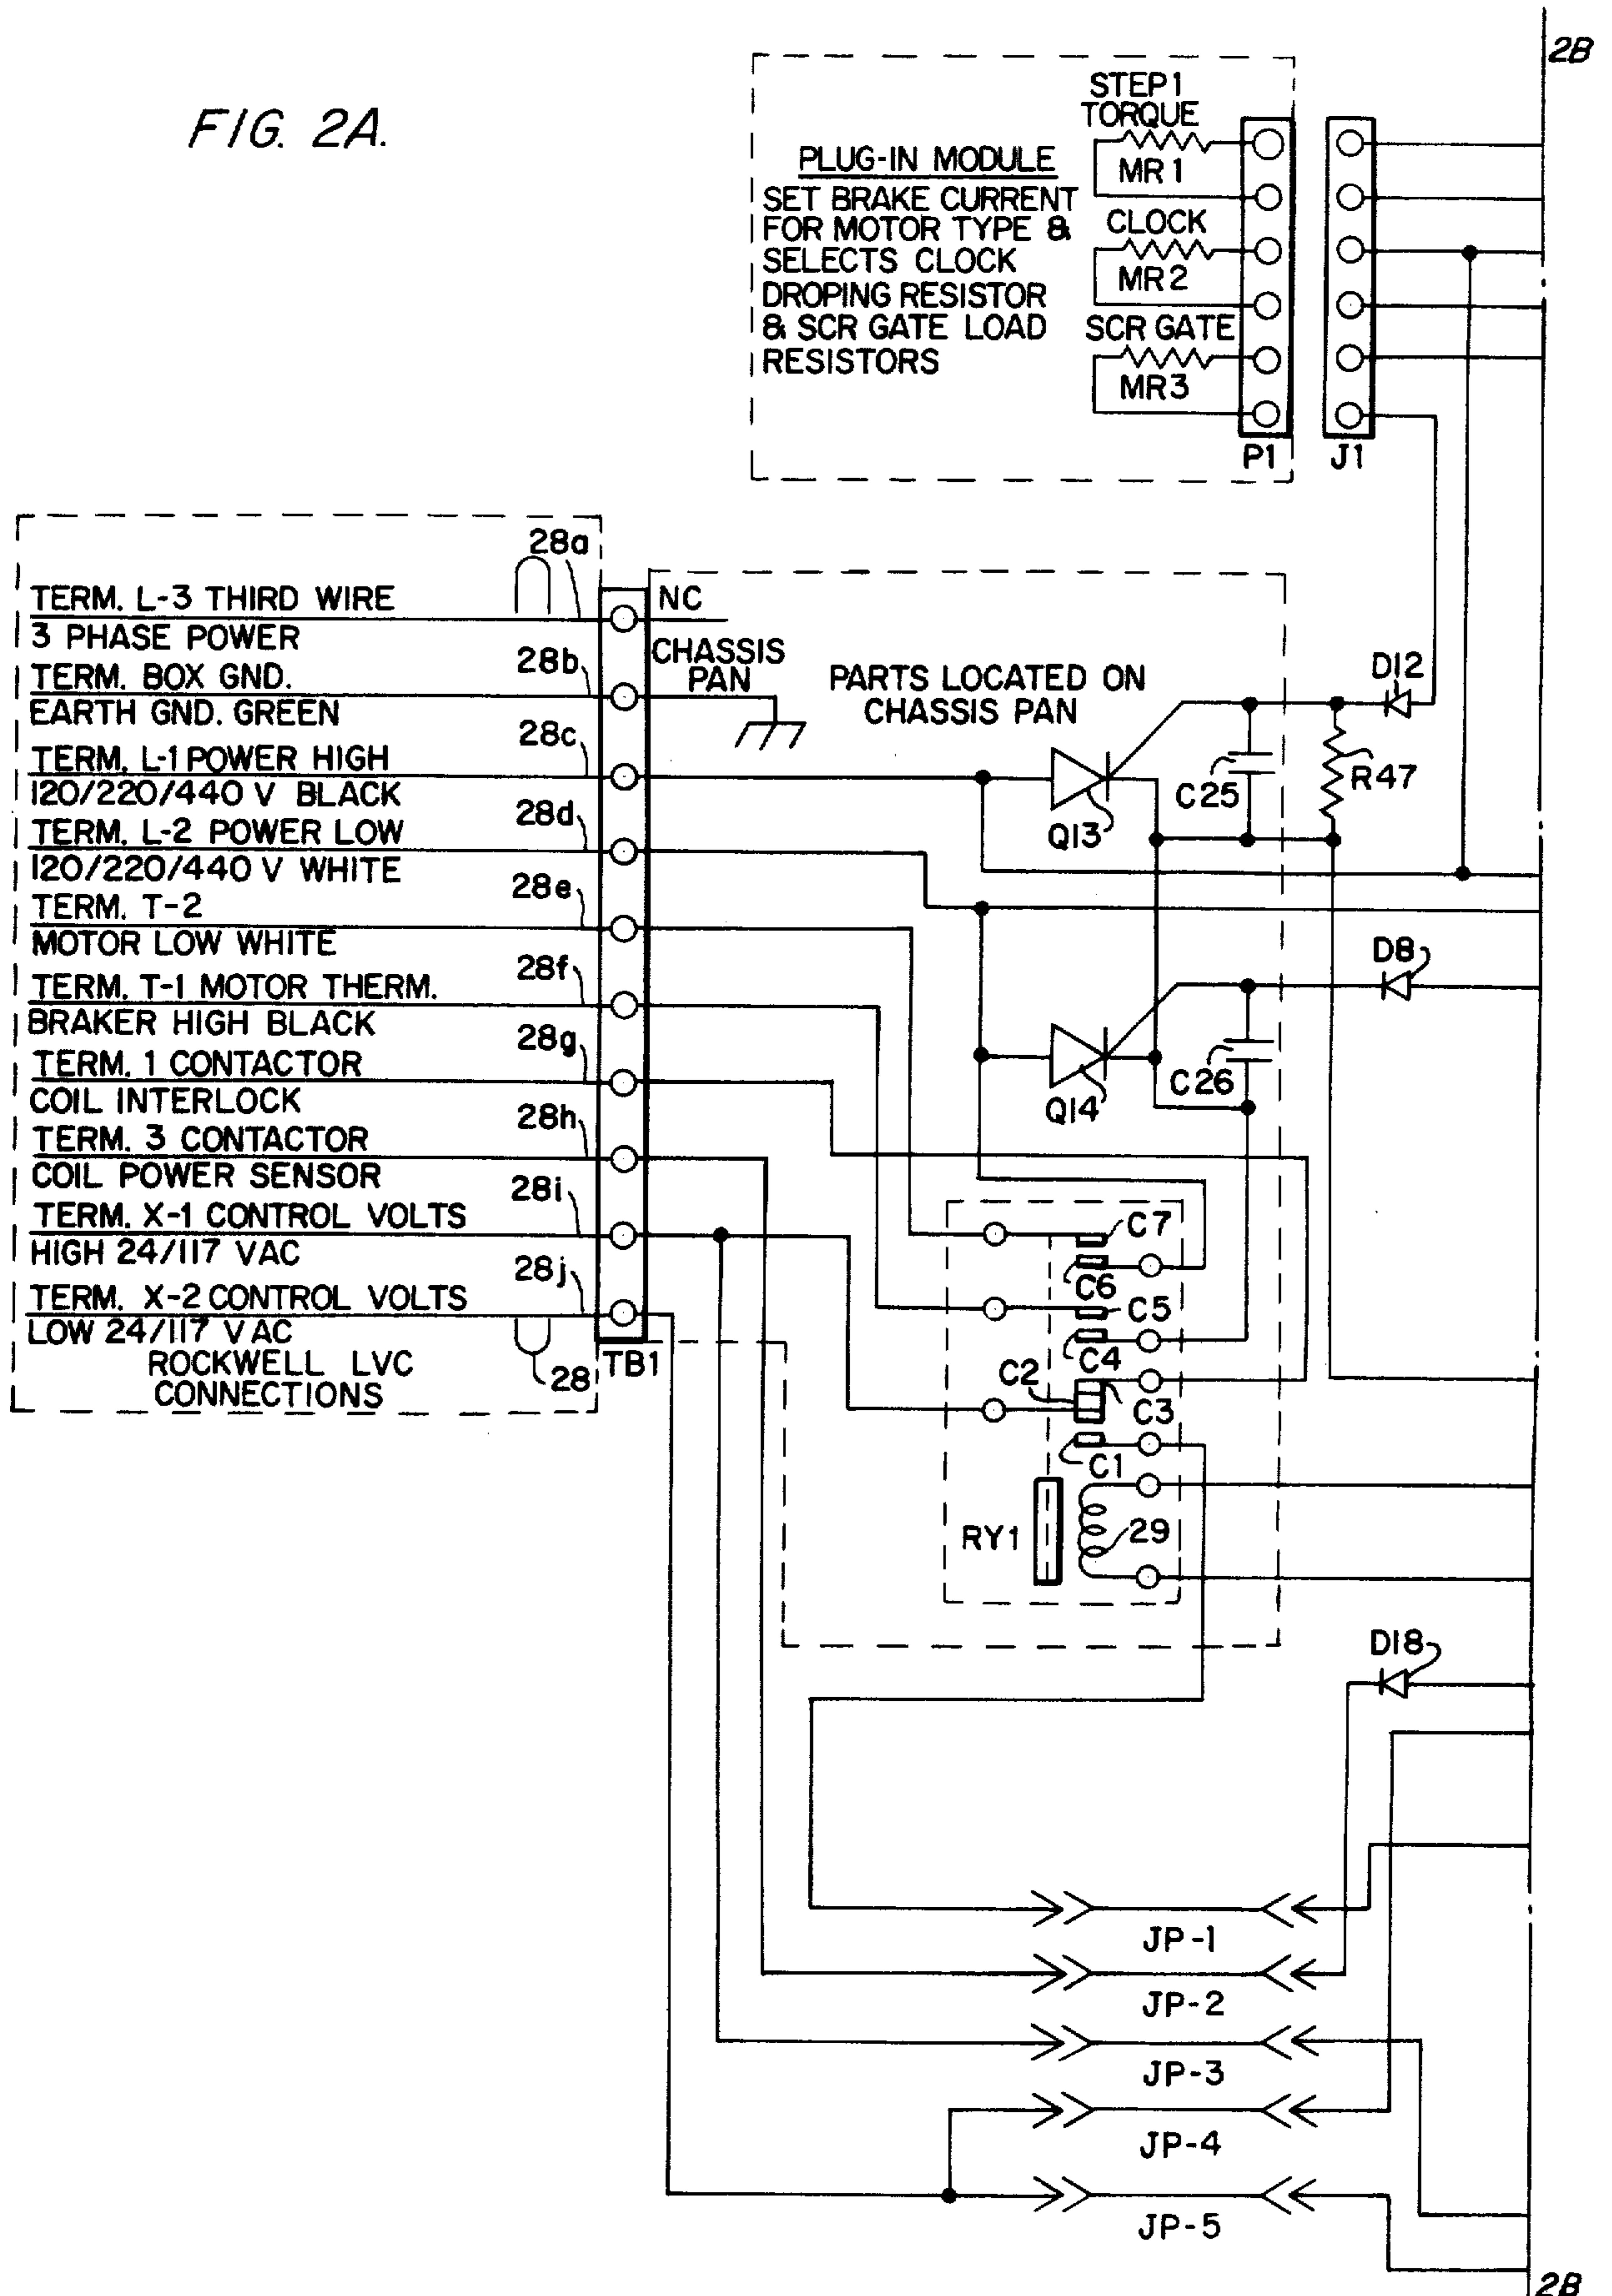 2B
FIG. 2A.
STEP 1
TORQUE
MR1
PLUG-IN MODULE
SET BRAKE CURRENT
FOR MOTOR TYPE &
SELECTS CLOCK
DROPING RESISTOR
& SCR GATE LOAD
RESISTORS
CLOCK
MR2
SCR GATE
MR3
P1
J1
28a
TERM. L-3 THIRD WIRE
3 PHASE POWER
NC
28b
TERM. BOX GND.
EARTH GND. GREEN
CHASSIS
PAN
PARTS LOCATED ON
CHASSIS PAN
D12
28c
TERM. L-1 POWER HIGH
120/220/440 V BLACK
Q13
C25
R47
28d
TERM. L-2 POWER LOW
120/220/440 V WHITE
28e
TERM. T-2
MOTOR LOW WHITE
D8
28f
TERM. T-1 MOTOR THERM.
BRAKER HIGH BLACK
28g
TERM. 1 CONTACTOR
COIL INTERLOCK
Q14
C26
28h
TERM. 3 CONTACTOR
COIL POWER SENSOR
28i
TERM. X-1 CONTROL VOLTS
HIGH 24/117 VAC
28j
TERM. X-2 CONTROL VOLTS
LOW 24/117 VAC
ROCKWELL LVC
CONNECTIONS
28
TB1
C7
C6
C5
C4
C2
C3
C1
RY1
29
D18
JP-1
JP-2
JP-3
JP-4
JP-5
2B